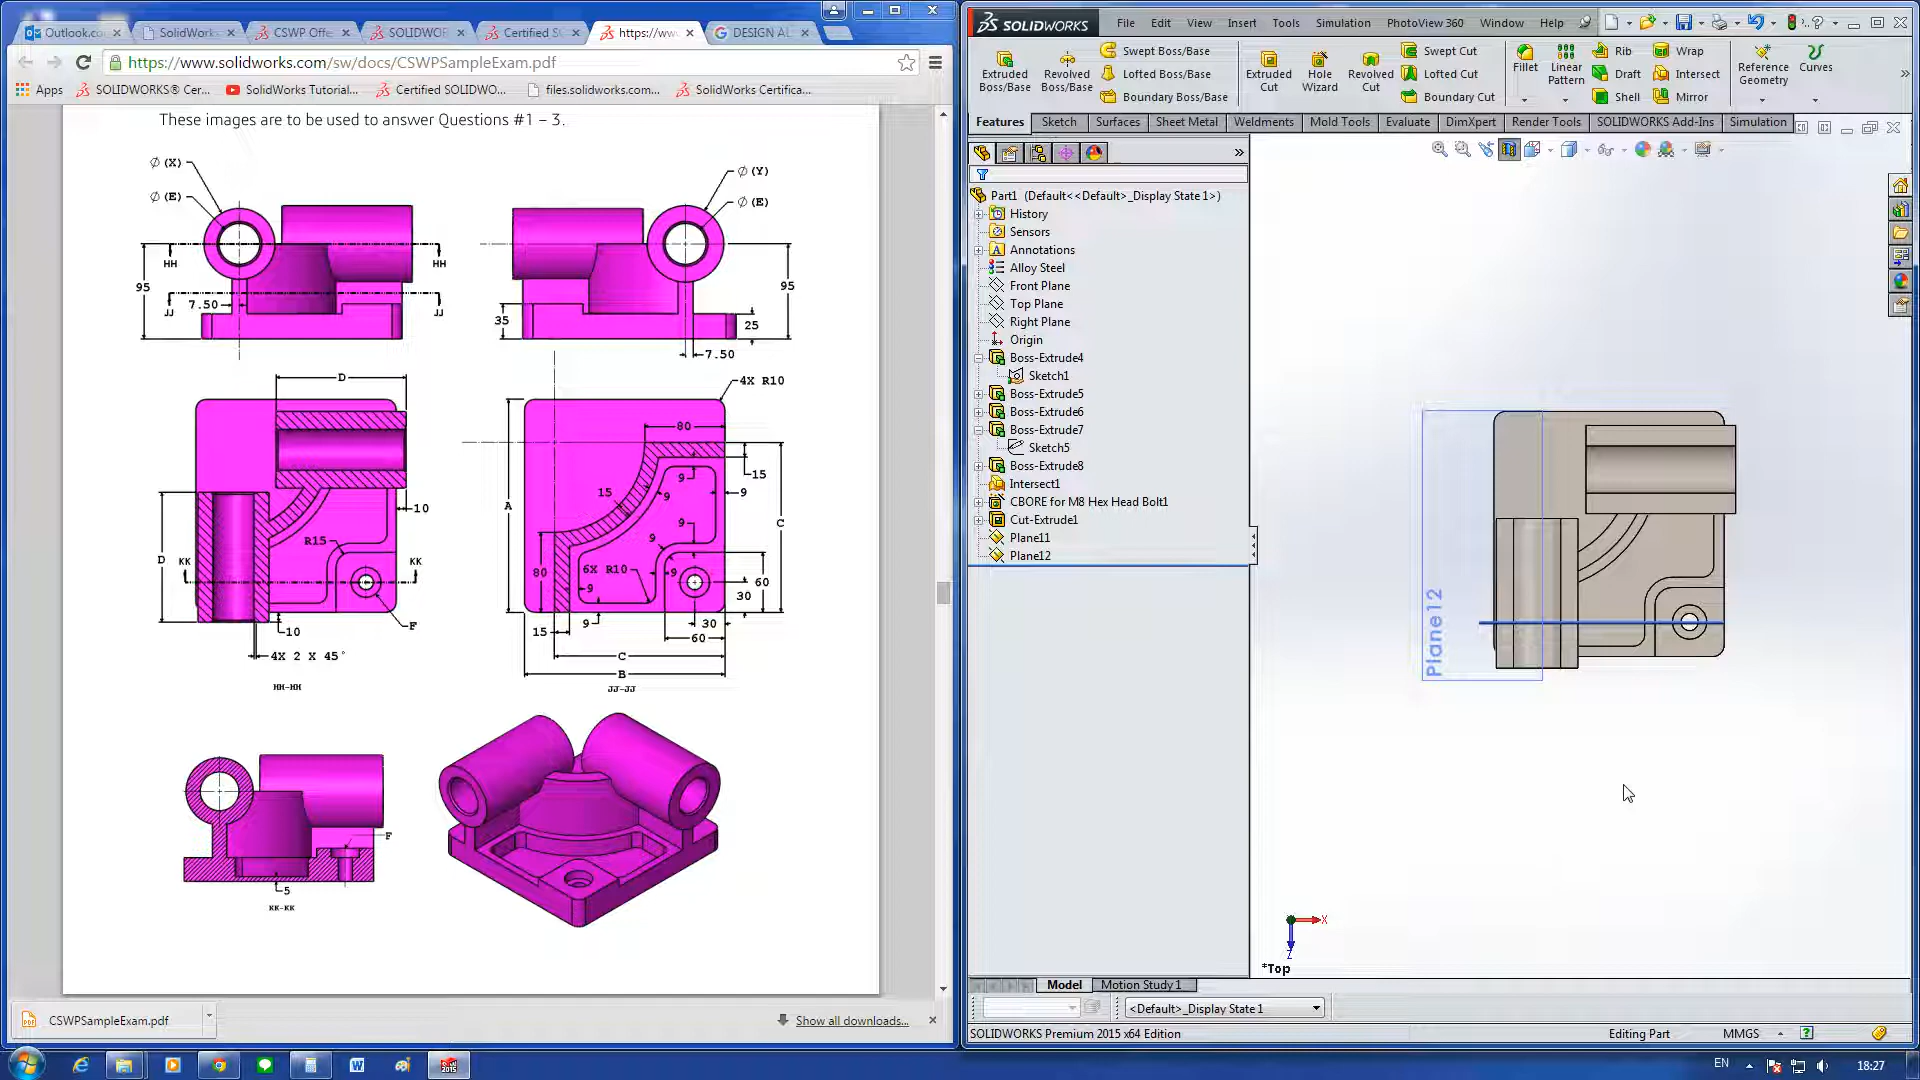 Outlook.co
SolidWork
CSWP Offe
SOLIDWOF
Certified SC
https://ww
DESIGN AL
https://www.solidworks.com/sw/docs/CSWPSampleExam.pdf
Apps
SOLIDWORKS® Cer...
SolidWorks Tutorial...
Certified SOLIDWO...
files.solidworks.com...
SolidWorks Certifica...
These images are to be used to answer Questions #1 – 3.
∅ (X)
∅ (E)
95
HH
HH
JJ
JJ
7.50
∅ (Y)
∅ (E)
95
35
25
7.50
D
10
R15
KK
KK
D
10
F
4X 2 X 45°
HH-HH
4X R10
80
15
9
9
9
15
A
C
9
9
9
6X R10
80
9
60
30
15
9
30
60
C
B
JJ-JJ
F
5
KK-KK
CSWPSampleExam.pdf
Show all downloads...
SOLIDWORKS
File
Edit
View
Insert
Tools
Simulation
PhotoView 360
Window
Help
Extruded Boss/Base
Revolved Boss/Base
Swept Boss/Base
Lofted Boss/Base
Boundary Boss/Base
Extruded Cut
Hole Wizard
Revolved Cut
Swept Cut
Lofted Cut
Boundary Cut
Fillet
Linear Pattern
Rib
Draft
Shell
Wrap
Intersect
Mirror
Reference Geometry
Curves
Features
Sketch
Surfaces
Sheet Metal
Weldments
Mold Tools
Evaluate
DimXpert
Render Tools
SOLIDWORKS Add-Ins
Simulation
Part1 (Default<<Default>_Display State 1>)
History
Sensors
Annotations
Alloy Steel
Front Plane
Top Plane
Right Plane
Origin
Boss-Extrude4
Sketch1
Boss-Extrude5
Boss-Extrude6
Boss-Extrude7
Sketch5
Boss-Extrude8
Intersect1
CBORE for M8 Hex Head Bolt1
Cut-Extrude1
Plane11
Plane12
Plane12
X
Z
*Top
Model
Motion Study 1
<Default>_Display State 1
SOLIDWORKS Premium 2015 x64 Edition
Editing Part
MMGS
EN
18:27